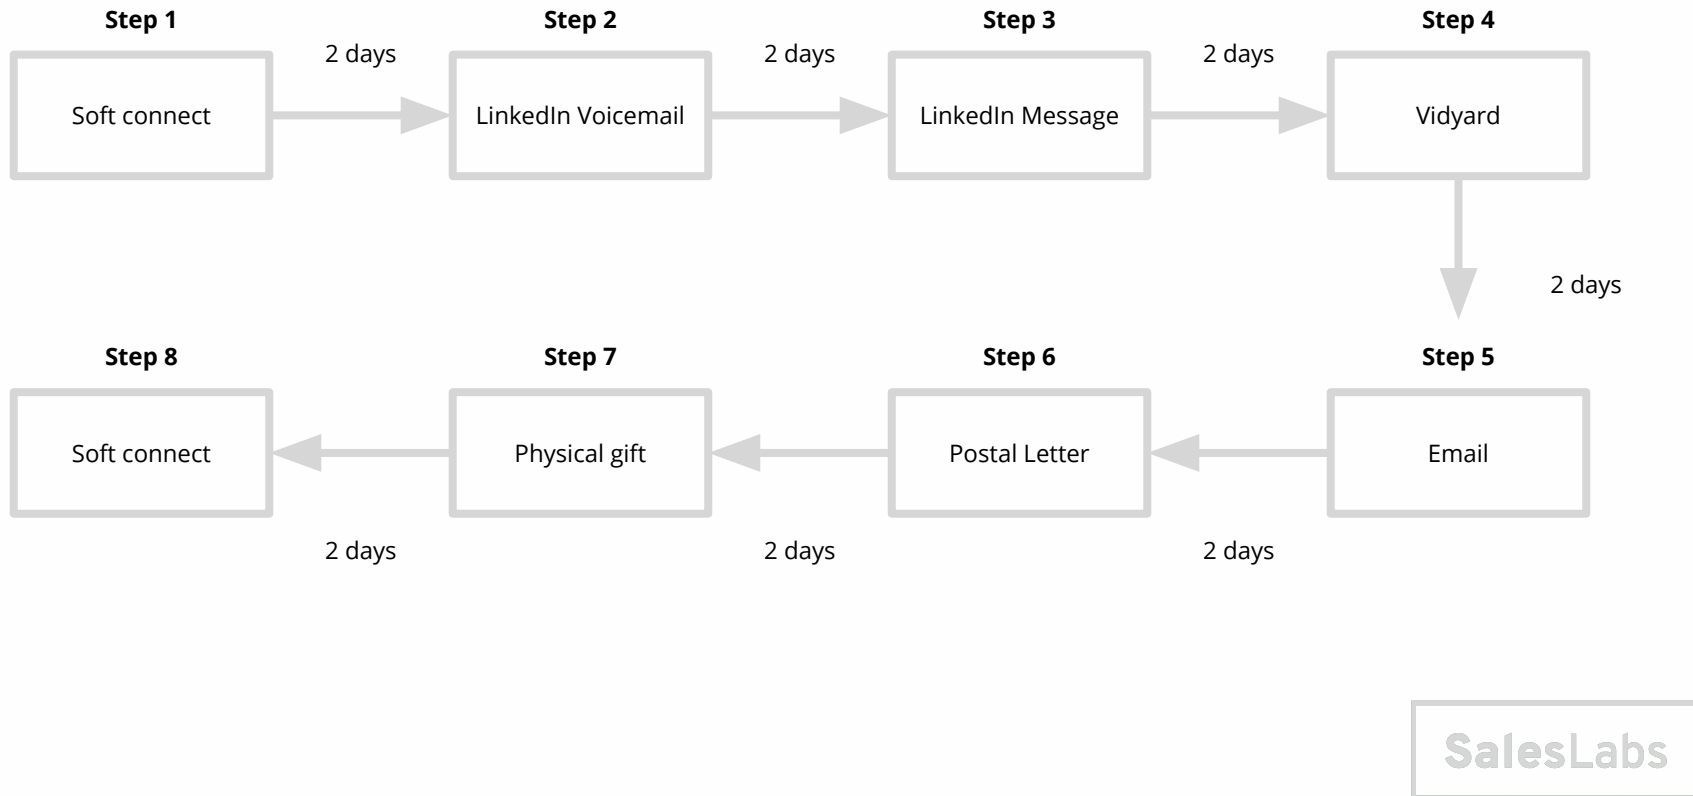 Step 1
Step 2
Step 3
Step 4
2 days
2 days
2 days
Soft connect
LinkedIn Voicemail
LinkedIn Message
Vidyard
2 days
Step 8
Step 7
Step 6
Step 5
Soft connect
Physical gift
Postal Letter
Email
2 days
2 days
2 days
SalesLabs